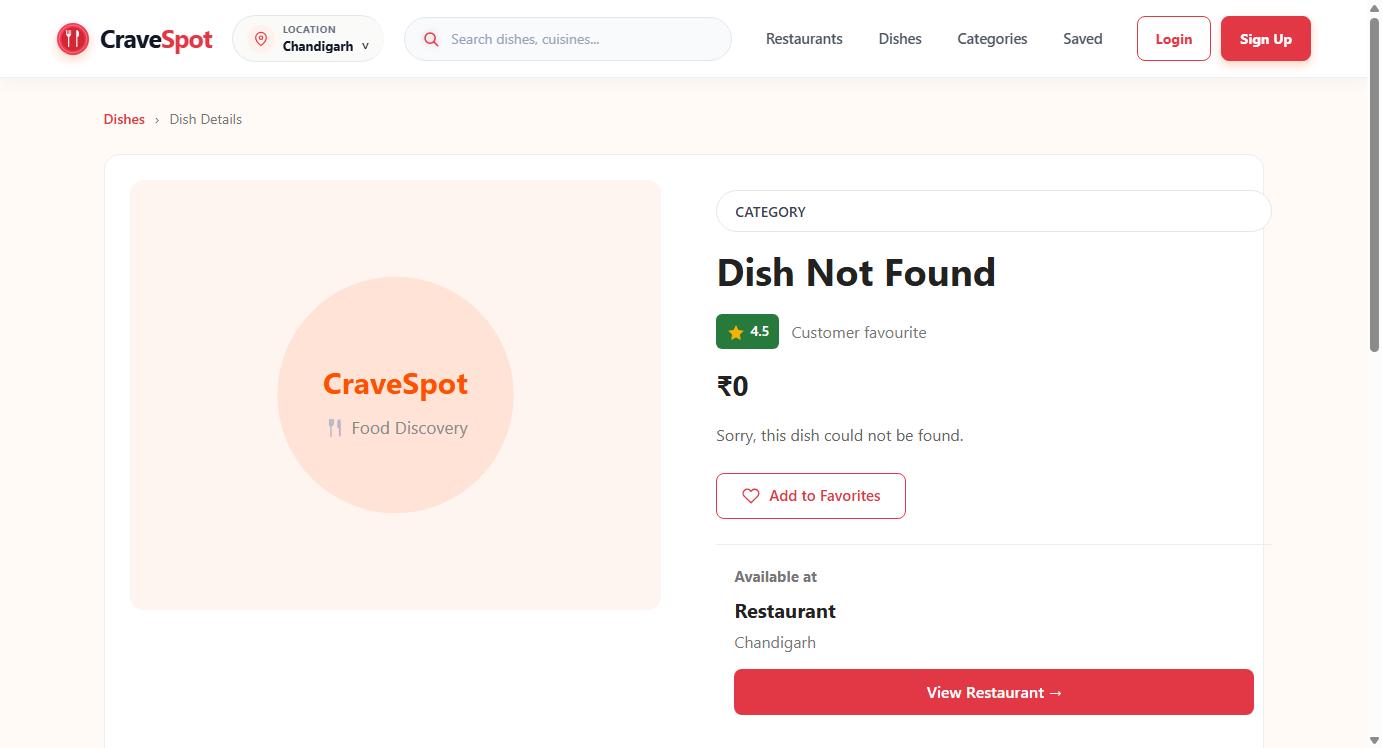 CraveSpot
LOCATION
Chandigarh v
Search dishes, cuisines...
Restaurants
Dishes
Categories
Saved
Login
Sign Up
Dishes › Dish Details
CraveSpot
🍴 Food Discovery
CATEGORY
Dish Not Found
⭐ 4.5 Customer favourite
₹0
Sorry, this dish could not be found.
Add to Favorites
Available at
Restaurant
Chandigarh
View Restaurant →